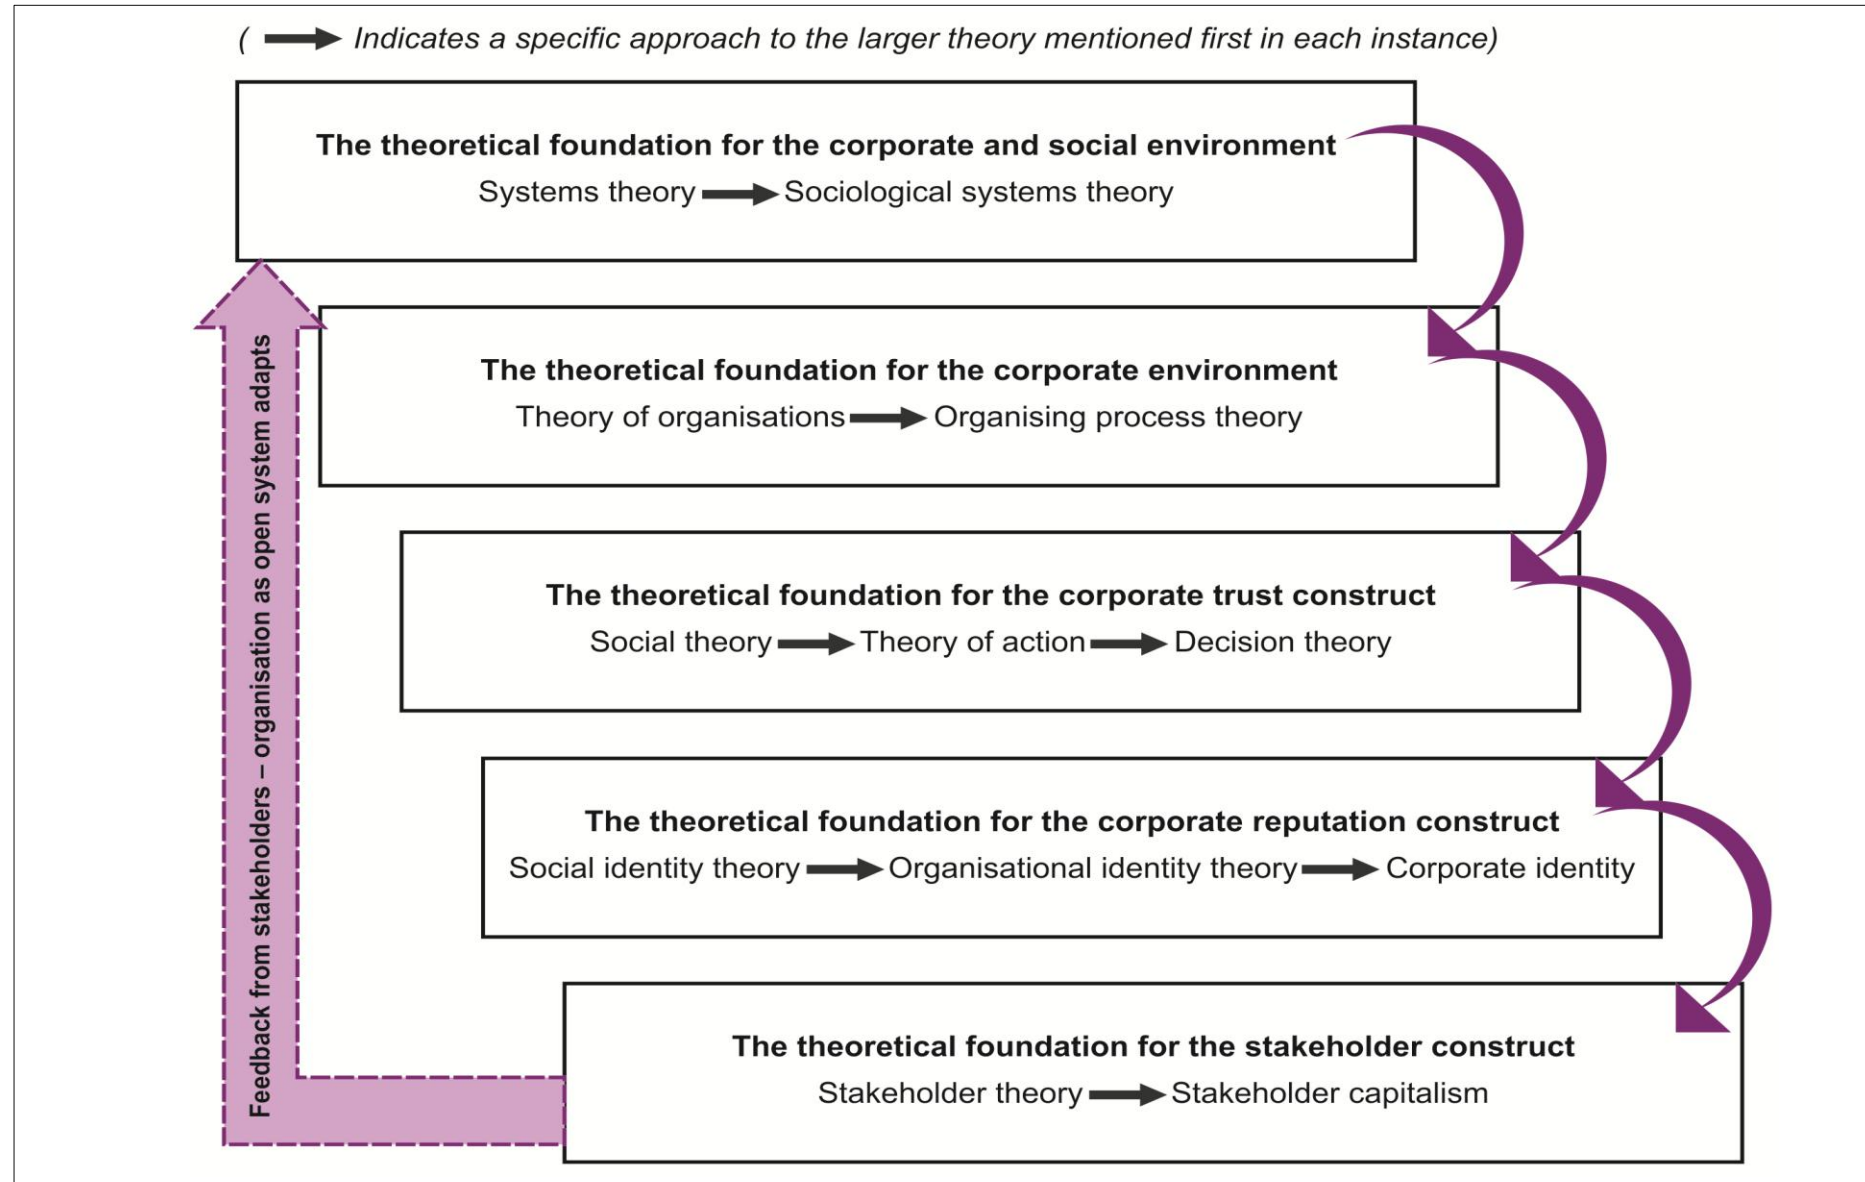 ( → Indicates a specific approach to the larger theory mentioned first in each instance)
The theoretical foundation for the corporate and social environment
Systems theory → Sociological systems theory
The theoretical foundation for the corporate environment
Theory of organisations → Organising process theory
The theoretical foundation for the corporate trust construct
Social theory → Theory of action → Decision theory
The theoretical foundation for the corporate reputation construct
Social identity theory → Organisational identity theory → Corporate identity
The theoretical foundation for the stakeholder construct
Stakeholder theory → Stakeholder capitalism
Feedback from stakeholders – organisation as open system adapts